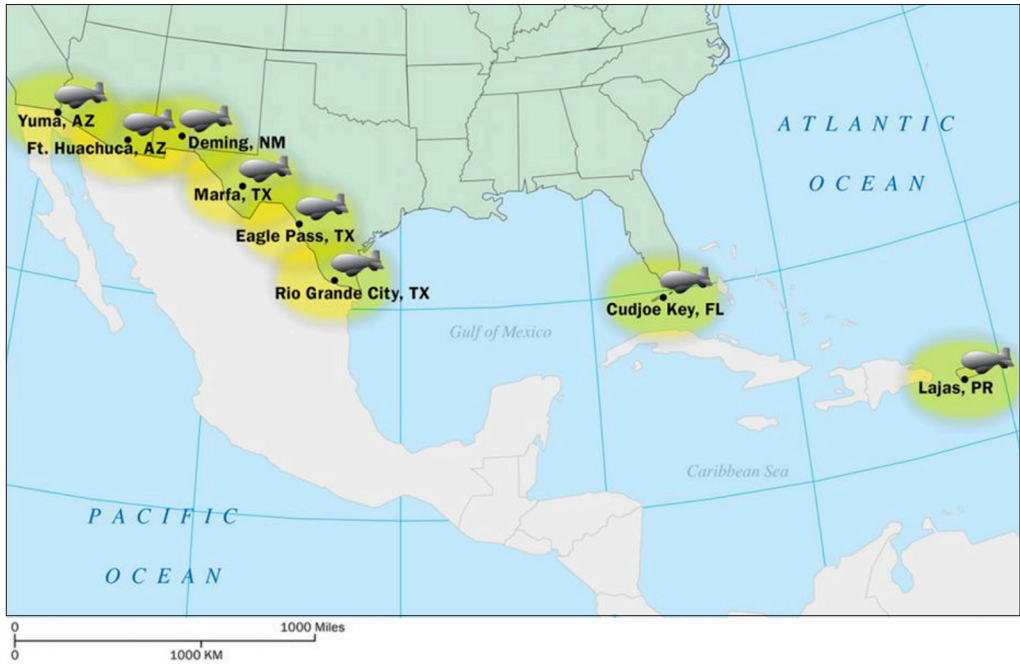 ATLANTIC
OCEAN
Yuma, AZ
Ft. Huachuca, AZ
Deming, NM
Marfa, TX
Eagle Pass, TX
Rio Grande City, TX
Cudjoe Key, FL
Gulf of Mexico
Lajas, PR
Caribbean Sea
PACIFIC
OCEAN
0 1000 Miles
0 1000 KM